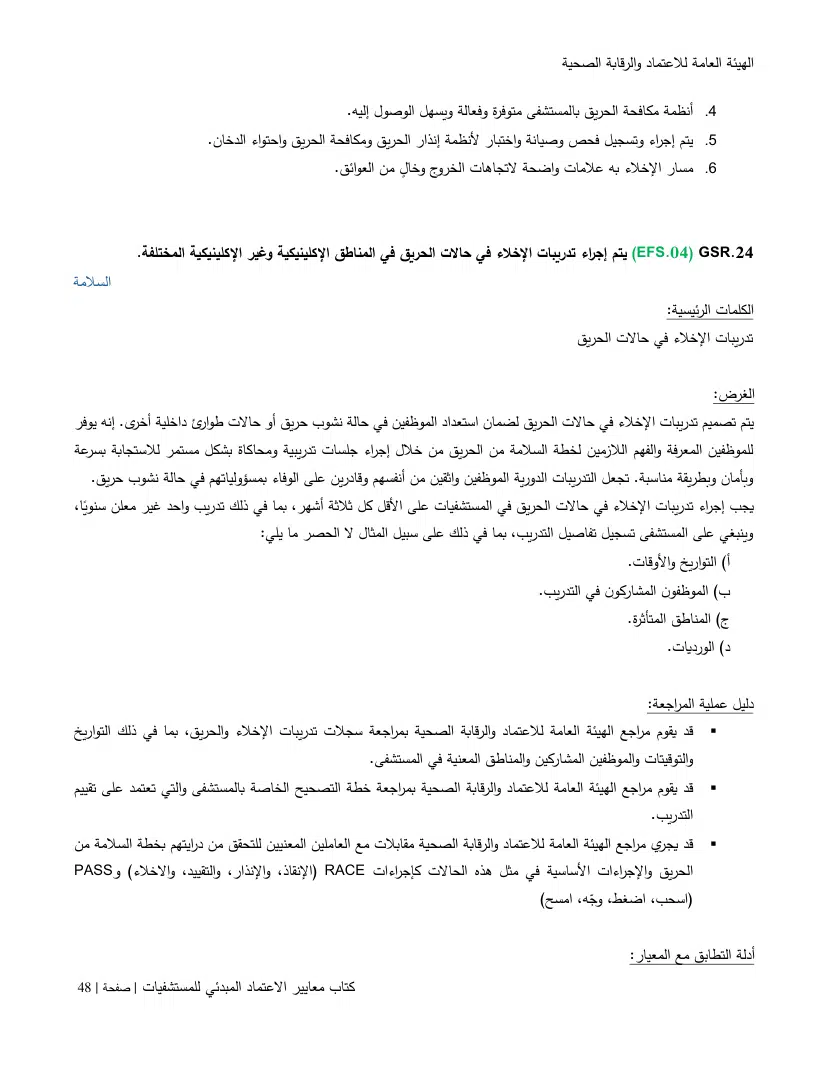 الهيئة العامة للاعتماد والرقابة الصحية
4. أنظمة مكافحة الحريق بالمستشفى متوفرة وفعالة ويسهل الوصول إليه.
5. يتم إجراء وتسجيل فحص وصيانة واختبار لأنظمة إنذار الحريق ومكافحة الحريق واحتواء الدخان.
6. مسار الإخلاء به علامات واضحة لاتجاهات الخروج وخالٍ من العوائق.
GSR.24 (EFS.04) يتم إجراء تدريبات الإخلاء في حالات الحريق في المناطق الإكلينيكية وغير الإكلينيكية المختلفة.
السلامة
الكلمات الرئيسية:
تدريبات الإخلاء في حالات الحريق
الغرض:
يتم تصميم تدريبات الإخلاء في حالات الحريق لضمان استعداد الموظفين في حالة نشوب حريق أو حالات طوارئ داخلية أخرى. إنه يوفر
للموظفين المعرفة والفهم اللازمين لخطة السلامة من الحريق من خلال إجراء جلسات تدريبية ومحاكاة بشكل مستمر للاستجابة بسرعة
وبأمان وبطريقة مناسبة. تجعل التدريبات الدورية الموظفين واثقين من أنفسهم وقادرين على الوفاء بمسؤولياتهم في حالة نشوب حريق.
يجب إجراء تدريبات الإخلاء في حالات الحريق في المستشفيات على الأقل كل ثلاثة أشهر، بما في ذلك تدريب واحد غير معلن سنويًا،
وينبغي على المستشفى تسجيل تفاصيل التدريب، بما في ذلك على سبيل المثال لا الحصر ما يلي:
أ) التواريخ والأوقات.
ب) الموظفون المشاركون في التدريب.
ج) المناطق المتأثرة.
د) الورديات.
دليل عملية المراجعة:
▪ قد يقوم مراجع الهيئة العامة للاعتماد والرقابة الصحية بمراجعة سجلات تدريبات الإخلاء والحريق، بما في ذلك التواريخ
والتوقيتات والموظفين المشاركين والمناطق المعنية في المستشفى.
▪ قد يقوم مراجع الهيئة العامة للاعتماد والرقابة الصحية بمراجعة خطة التصحيح الخاصة بالمستشفى والتي تعتمد على تقييم
التدريب.
▪ قد يجري مراجع الهيئة العامة للاعتماد والرقابة الصحية مقابلات مع العاملين المعنيين للتحقق من درايتهم بخطة السلامة من
الحريق والإجراءات الأساسية في مثل هذه الحالات كإجراءات RACE (الإنقاذ، والإنذار، والتقييد، والاخلاء) وPASS
(اسحب، اضغط، وجّه، امسح)
أدلة التطابق مع المعيار:
كتاب معايير الاعتماد المبدئي للمستشفيات | صفحة | 48